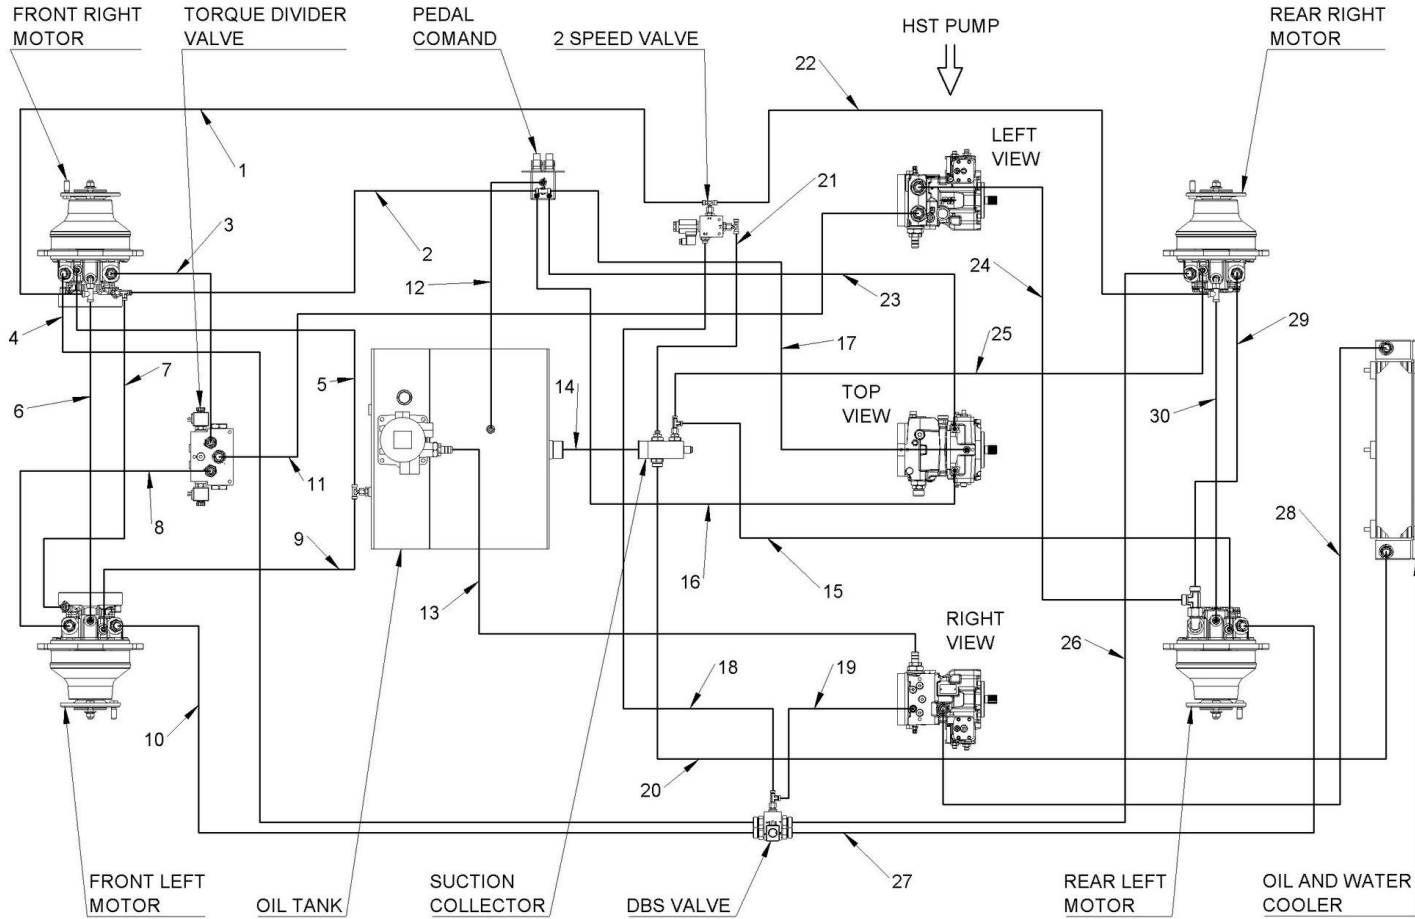 FRONT RIGHT
MOTOR
TORQUE DIVIDER
VALVE
PEDAL
COMAND
2 SPEED VALVE
HST PUMP
REAR RIGHT
MOTOR
22
1
LEFT
VIEW
21
3
2
12
23
24
4
29
17
25
7
5
14
6
TOP
VIEW
30
11
8
9
16
15
28
13
RIGHT
VIEW
26
18
19
10
20
27
FRONT LEFT
MOTOR
OIL TANK
SUCTION
COLLECTOR
DBS VALVE
REAR LEFT
MOTOR
OIL AND WATER
COOLER